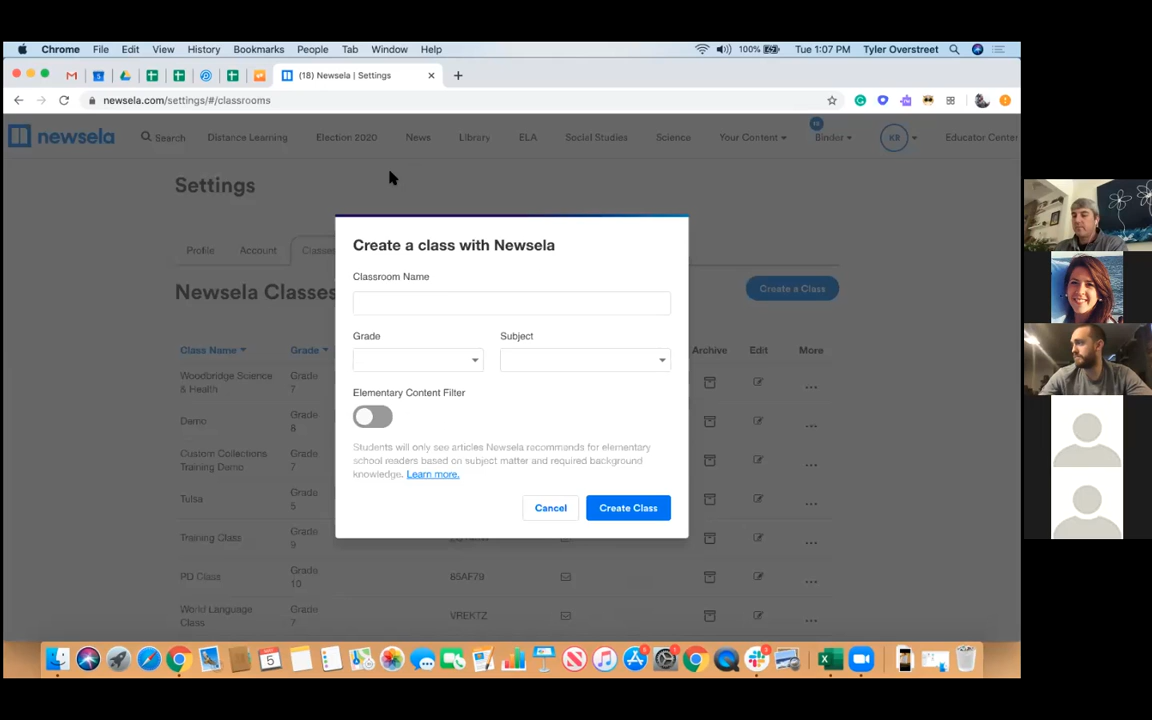 Chrome File Edit View History Bookmarks People Tab Window Help 100% Tue 1:07 PM Tyler Overstreet
(18) Newsela | Settings
newsela.com/settings/#/classrooms
newsela Search Distance Learning Election 2020 News Library ELA Social Studies Science Your Content Binder KR Educator Center
Settings
Profile Account Classes
Newsela Classes Create a Class
Class Name Grade Archive Edit More
Woodbridge Science & Health Grade 7
Demo Grade 8
Custom Collections Training Demo Grade 7
Tulsa Grade 5
Training Class Grade 9
PD Class Grade 10 65AF79
World Language Class Grade 7 VREKTZ
Create a class with Newsela
Classroom Name
Grade Subject
Elementary Content Filter
Students will only see articles Newsela recommends for elementary
school readers based on subject matter and required background
knowledge. Learn more.
Cancel Create Class
5